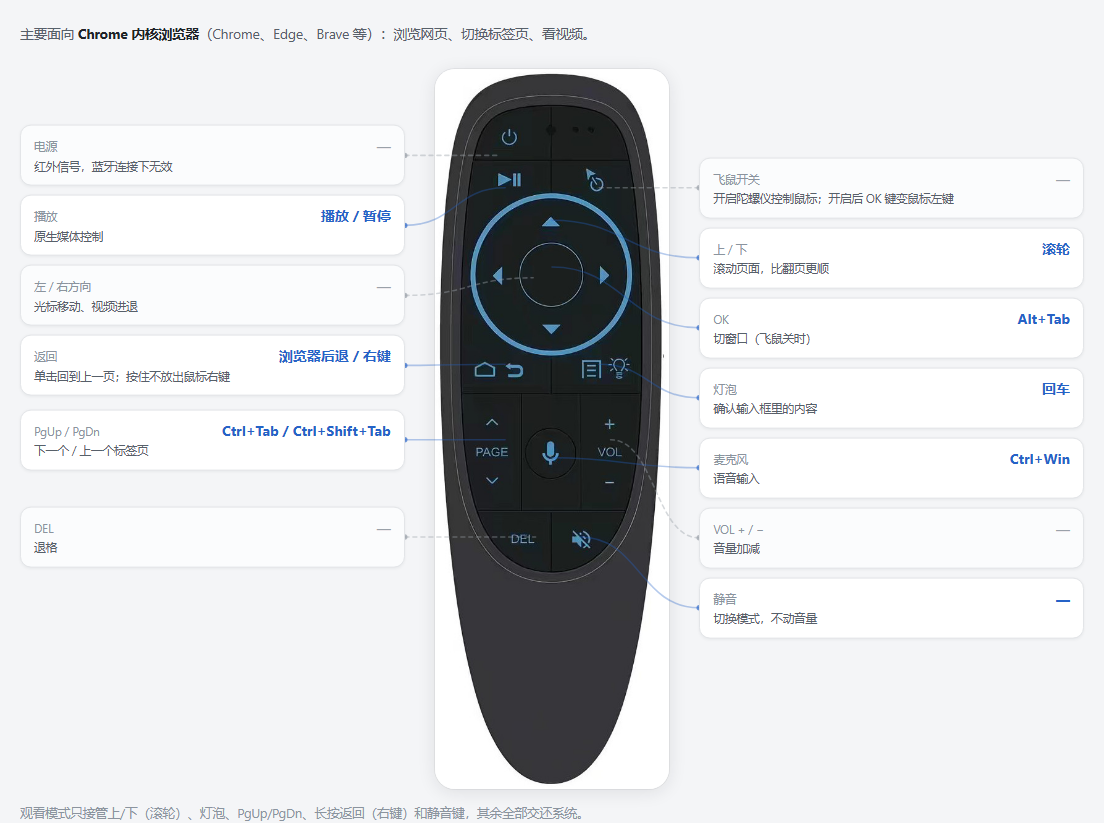 主要面向 Chrome 内核浏览器（Chrome、Edge、Brave 等）：浏览网页、切换标签页、看视频。
电源 —
红外信号，蓝牙连接下无效
播放 播放 / 暂停
原生媒体控制
左 / 右方向 —
光标移动、视频进退
返回 浏览器后退 / 右键
单击回到上一页；按住不放出鼠标右键
PgUp / PgDn Ctrl+Tab / Ctrl+Shift+Tab
下一个 / 上一个标签页
DEL —
退格
PAGE
VOL
DEL
飞鼠开关 —
开启陀螺仪控制鼠标；开启后 OK 键变鼠标左键
上 / 下 滚轮
滚动页面，比翻页更顺
OK Alt+Tab
切窗口（飞鼠关时）
灯泡 回车
确认输入框里的内容
麦克风 Ctrl+Win
语音输入
VOL + / − —
音量加减
静音 —
切换模式，不动音量
观看模式只接管上/下（滚轮）、灯泡、PgUp/PgDn、长按返回（右键）和静音键，其余全部交还系统。